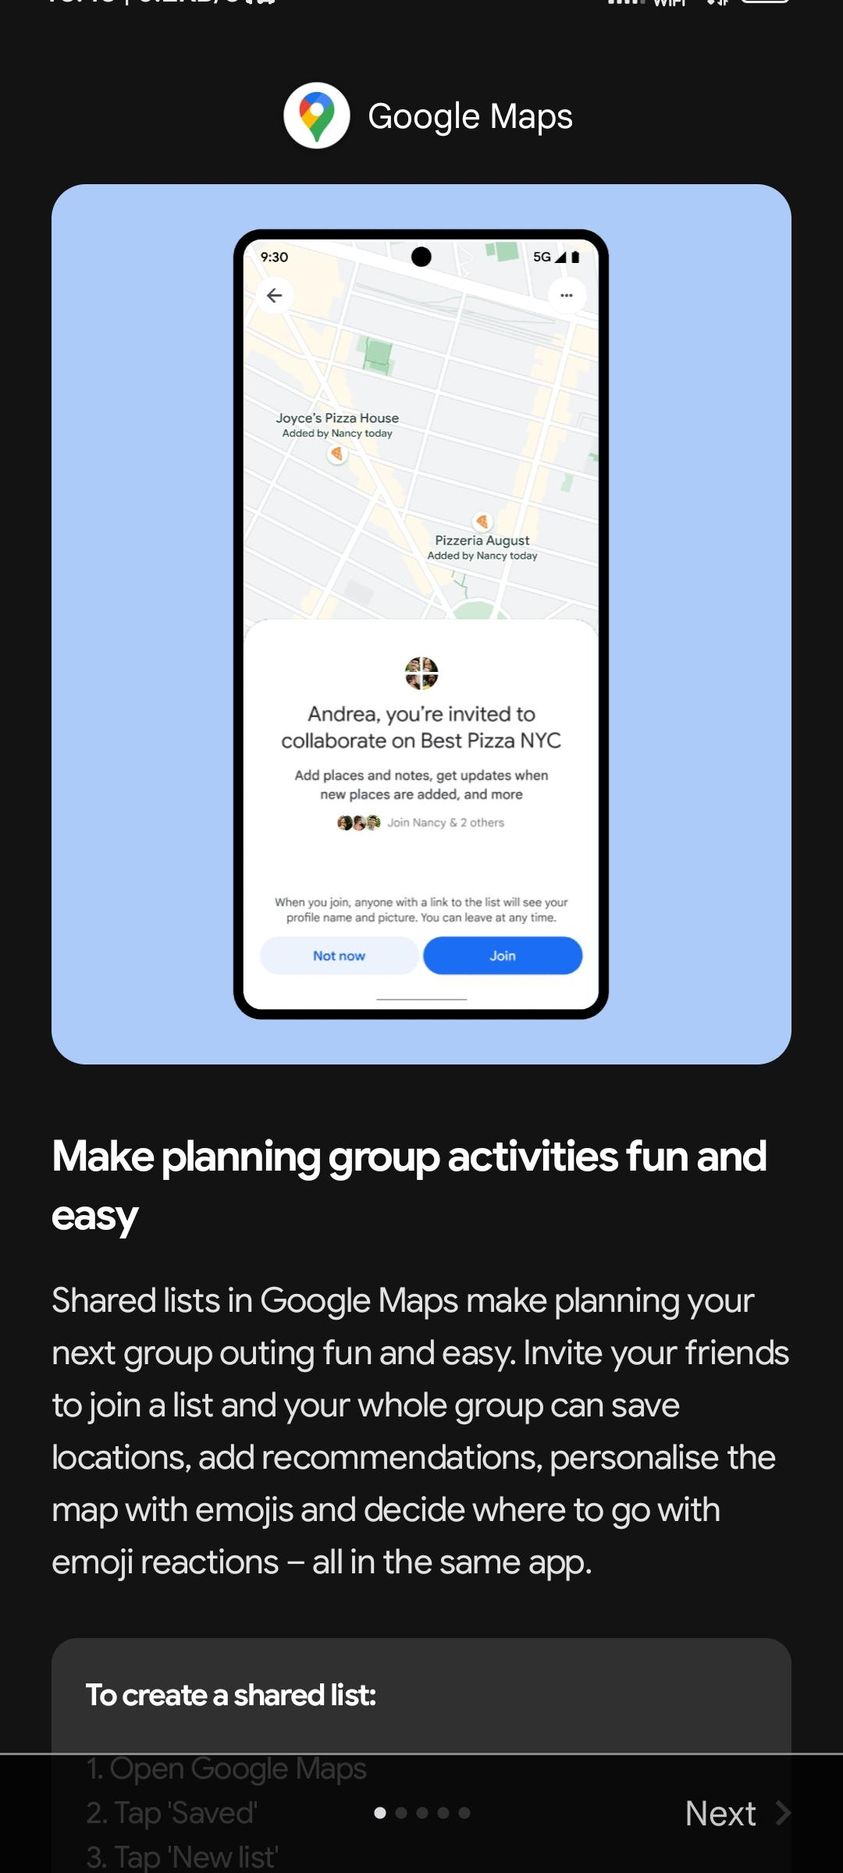 Google Maps
9:30
5G
Joyce's Pizza House
Added by Nancy today
Pizzeria August
Added by Nancy today
Andrea, you're invited to
collaborate on Best Pizza NYC
Add places and notes, get updates when
new places are added, and more
Join Nancy & 2 others
When you join, anyone with a link to the list will see your
profile name and picture. You can leave at any time.
Not now
Join
Make planning group activities fun and
easy
Shared lists in Google Maps make planning your
next group outing fun and easy. Invite your friends
to join a list and your whole group can save
locations, add recommendations, personalise the
map with emojis and decide where to go with
emoji reactions – all in the same app.
To create a shared list:
1. Open Google Maps
2. Tap 'Saved'
Next
3. Tap 'New list'